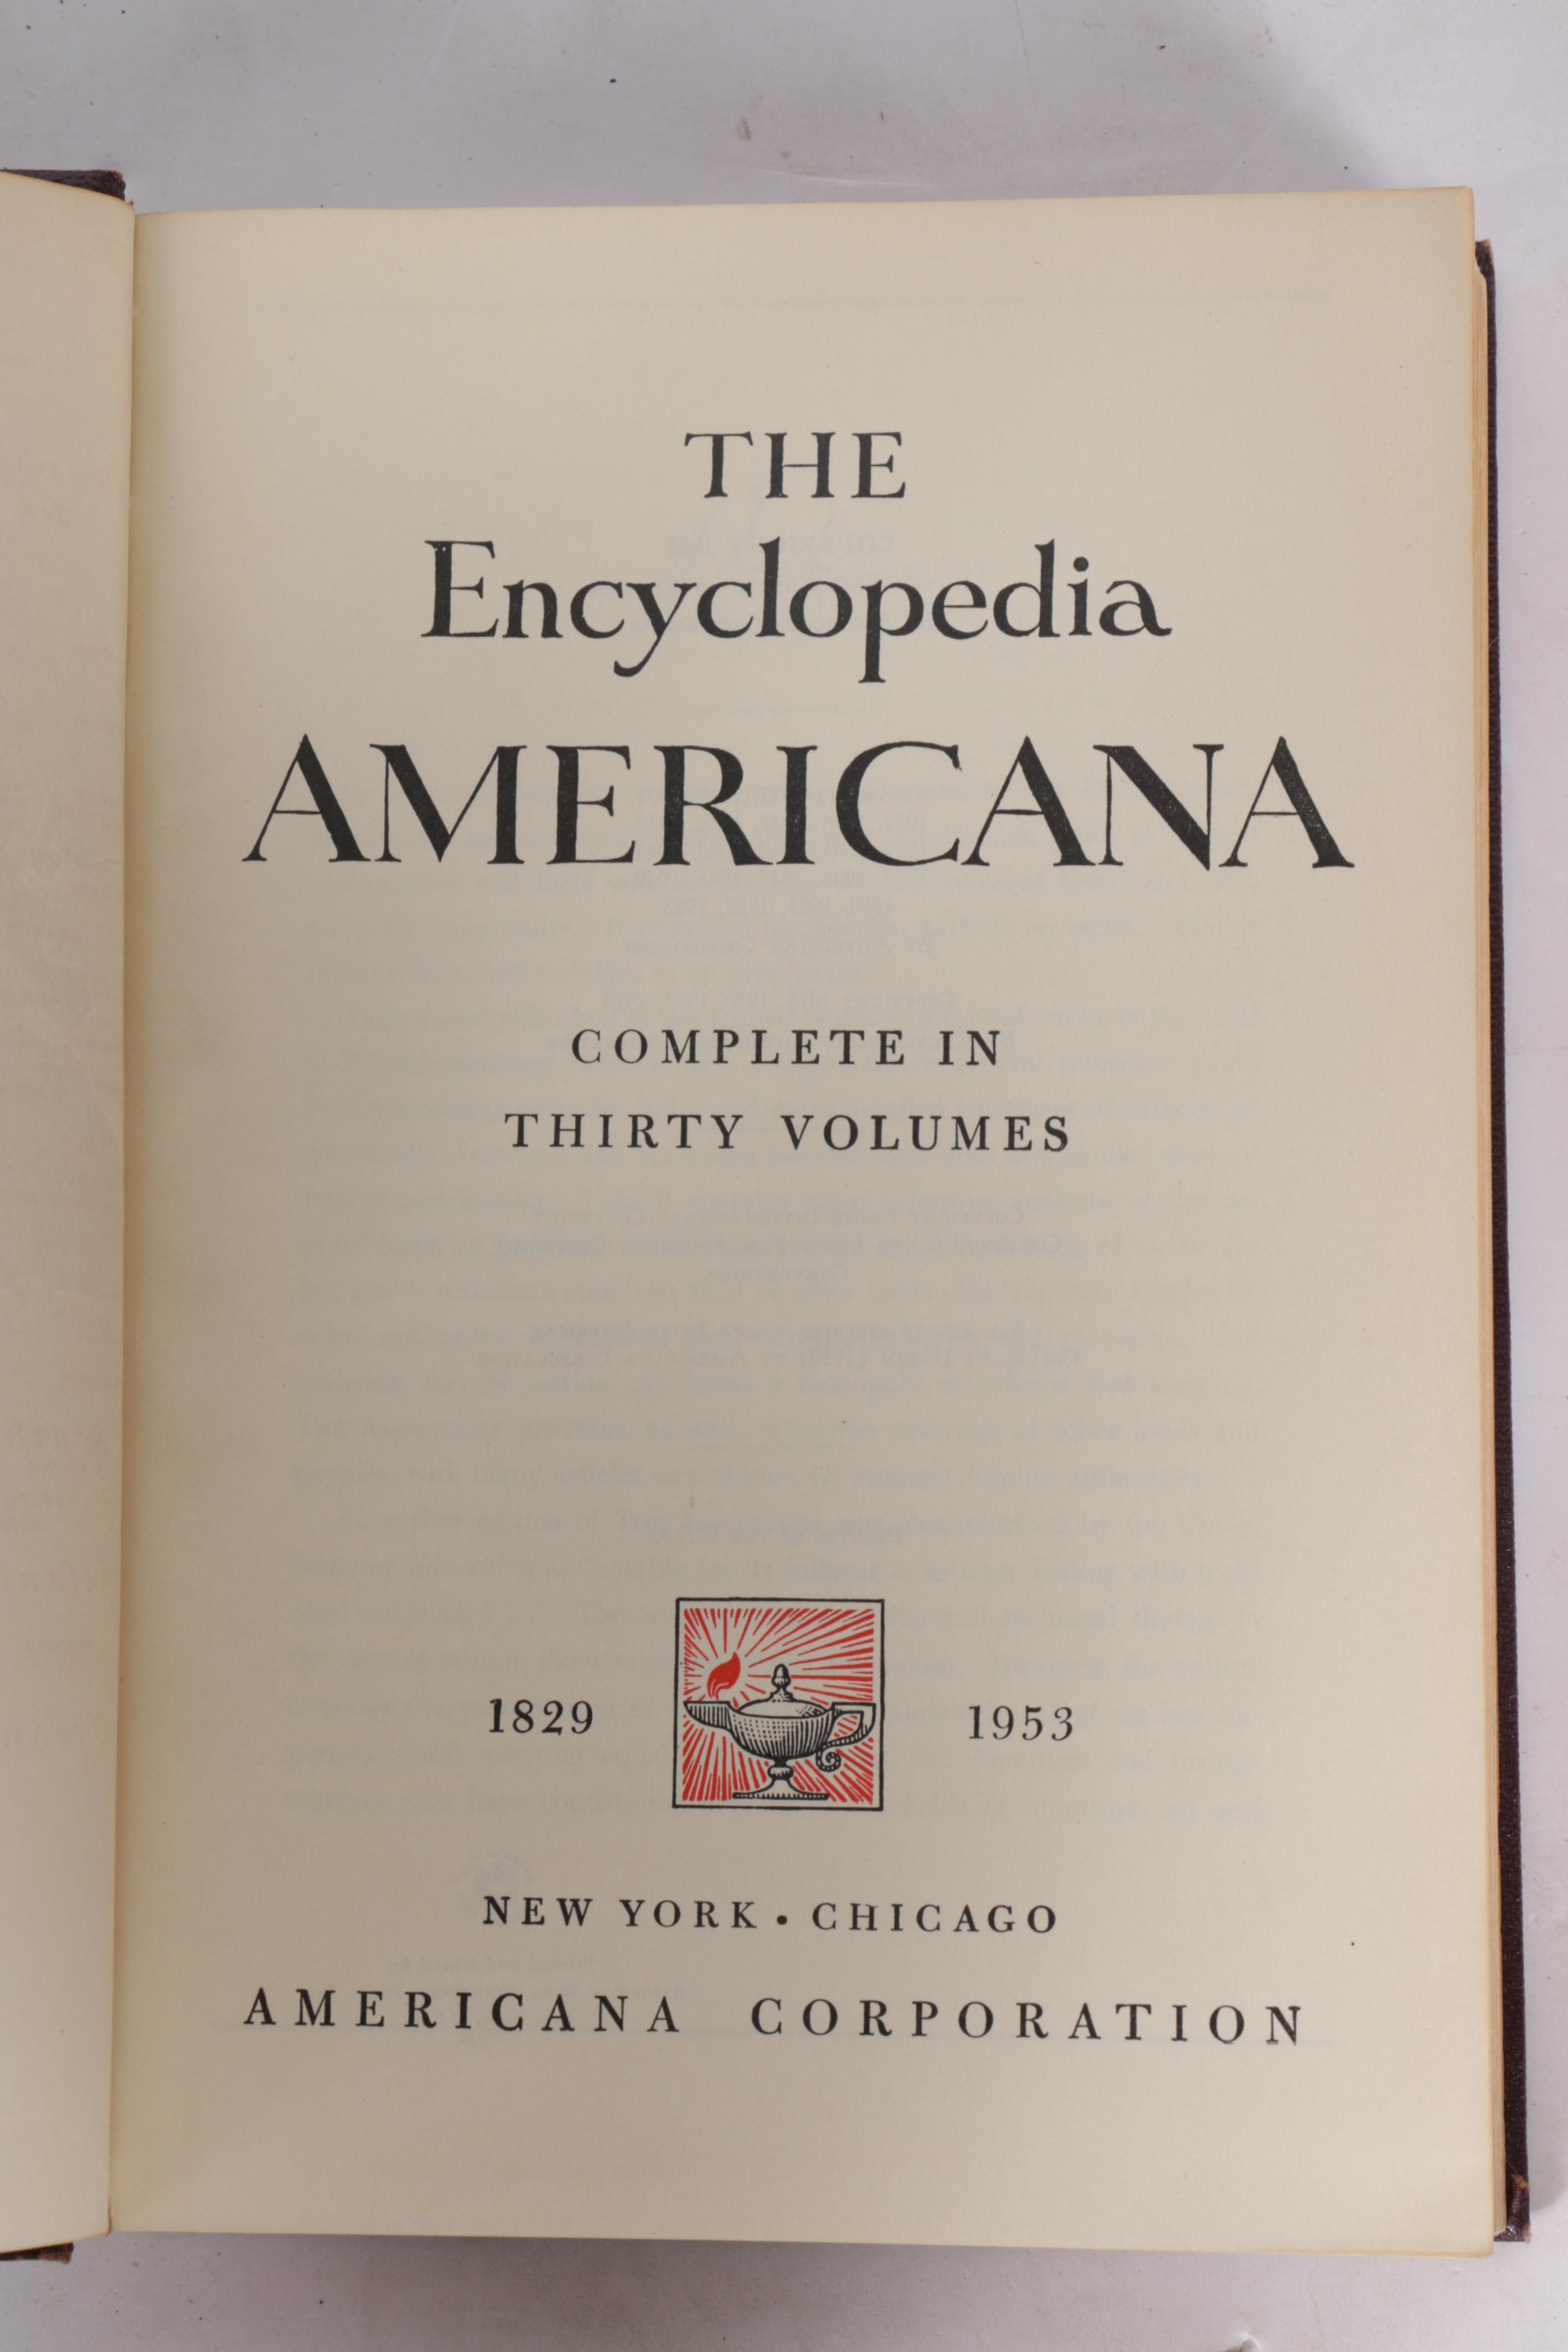 THE
Encyclopedia
AMERICANA
COMPLETE IN
THIRTY VOLUMES
1829 1953
NEW YORK • CHICAGO
AMERICANA CORPORATION